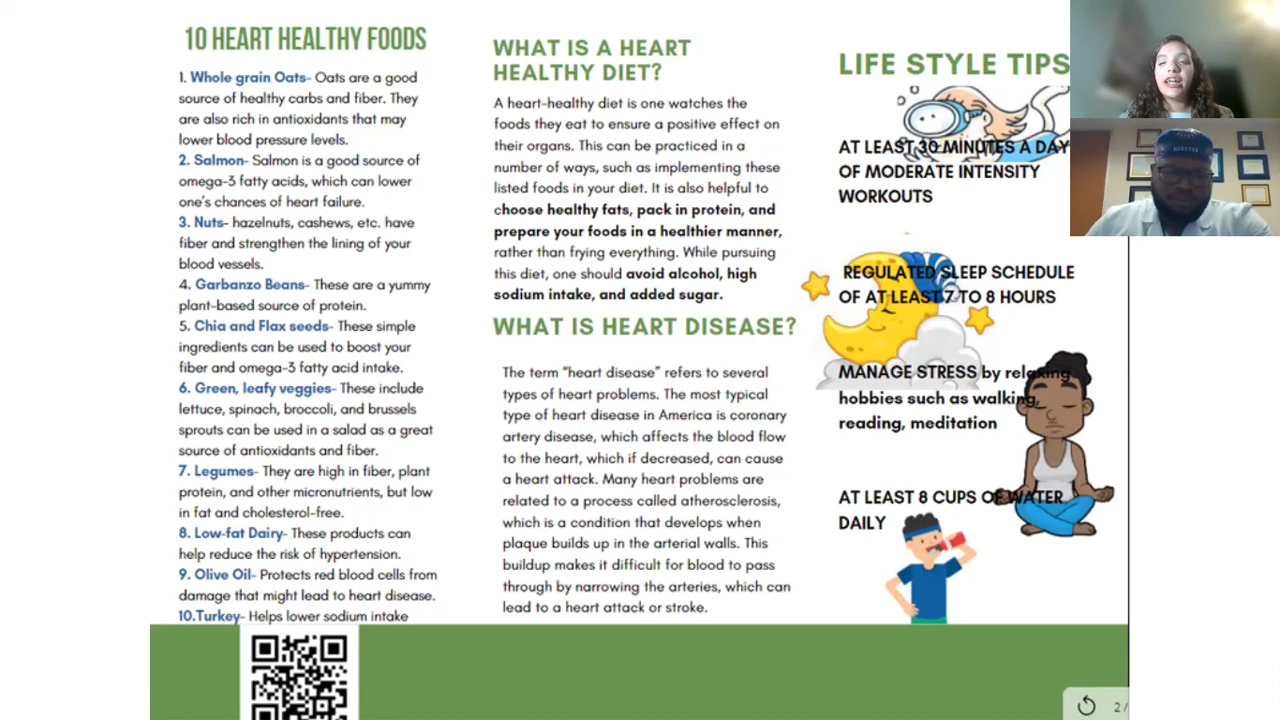 10 HEART HEALTHY FOODS
1. Whole grain Oats- Oats are a good
source of healthy carbs and fiber. They
are also rich in antioxidants that may
lower blood pressure levels.
2. Salmon- Salmon is a good source of
omega-3 fatty acids, which can lower
one's chances of heart failure.
3. Nuts- hazelnuts, cashews, etc. have
fiber and strengthen the lining of your
blood vessels.
4. Garbanzo Beans- These are a yummy
plant-based source of protein.
5. Chia and Flax seeds- These simple
ingredients can be used to boost your
fiber and omega-3 fatty acid intake.
6. Green, leafy veggies- These include
lettuce, spinach, broccoli, and brussels
sprouts can be used in a salad as a great
source of antioxidants and fiber.
7. Legumes- They are high in fiber, plant
protein, and other micronutrients, but low
in fat and cholesterol-free.
8. Low-fat Dairy- These products can
help reduce the risk of hypertension.
9. Olive Oil- Protects red blood cells from
damage that might lead to heart disease.
10.Turkey- Helps lower sodium intake
WHAT IS A HEART
HEALTHY DIET?
A heart-healthy diet is one watches the
foods they eat to ensure a positive effect on
their organs. This can be practiced in a
number of ways, such as implementing these
listed foods in your diet. It is also helpful to
choose healthy fats, pack in protein, and
prepare your foods in a healthier manner,
rather than frying everything. While pursuing
this diet, one should avoid alcohol, high
sodium intake, and added sugar.
WHAT IS HEART DISEASE?
The term “heart disease” refers to several
types of heart problems. The most typical
type of heart disease in America is coronary
artery disease, which affects the blood flow
to the heart, which if decreased, can cause
a heart attack. Many heart problems are
related to a process called atherosclerosis,
which is a condition that develops when
plaque builds up in the arterial walls. This
buildup makes it difficult for blood to pass
through by narrowing the arteries, which can
lead to a heart attack or stroke.
LIFE STYLE TIPS
AT LEAST 30 MINUTES A DAY
OF MODERATE INTENSITY
WORKOUTS
REGULATED SLEEP SCHEDULE
OF AT LEAST 7 TO 8 HOURS
MANAGE STRESS by relaxing
hobbies such as walking,
reading, meditation
AT LEAST 8 CUPS OF WATER
DAILY
2/